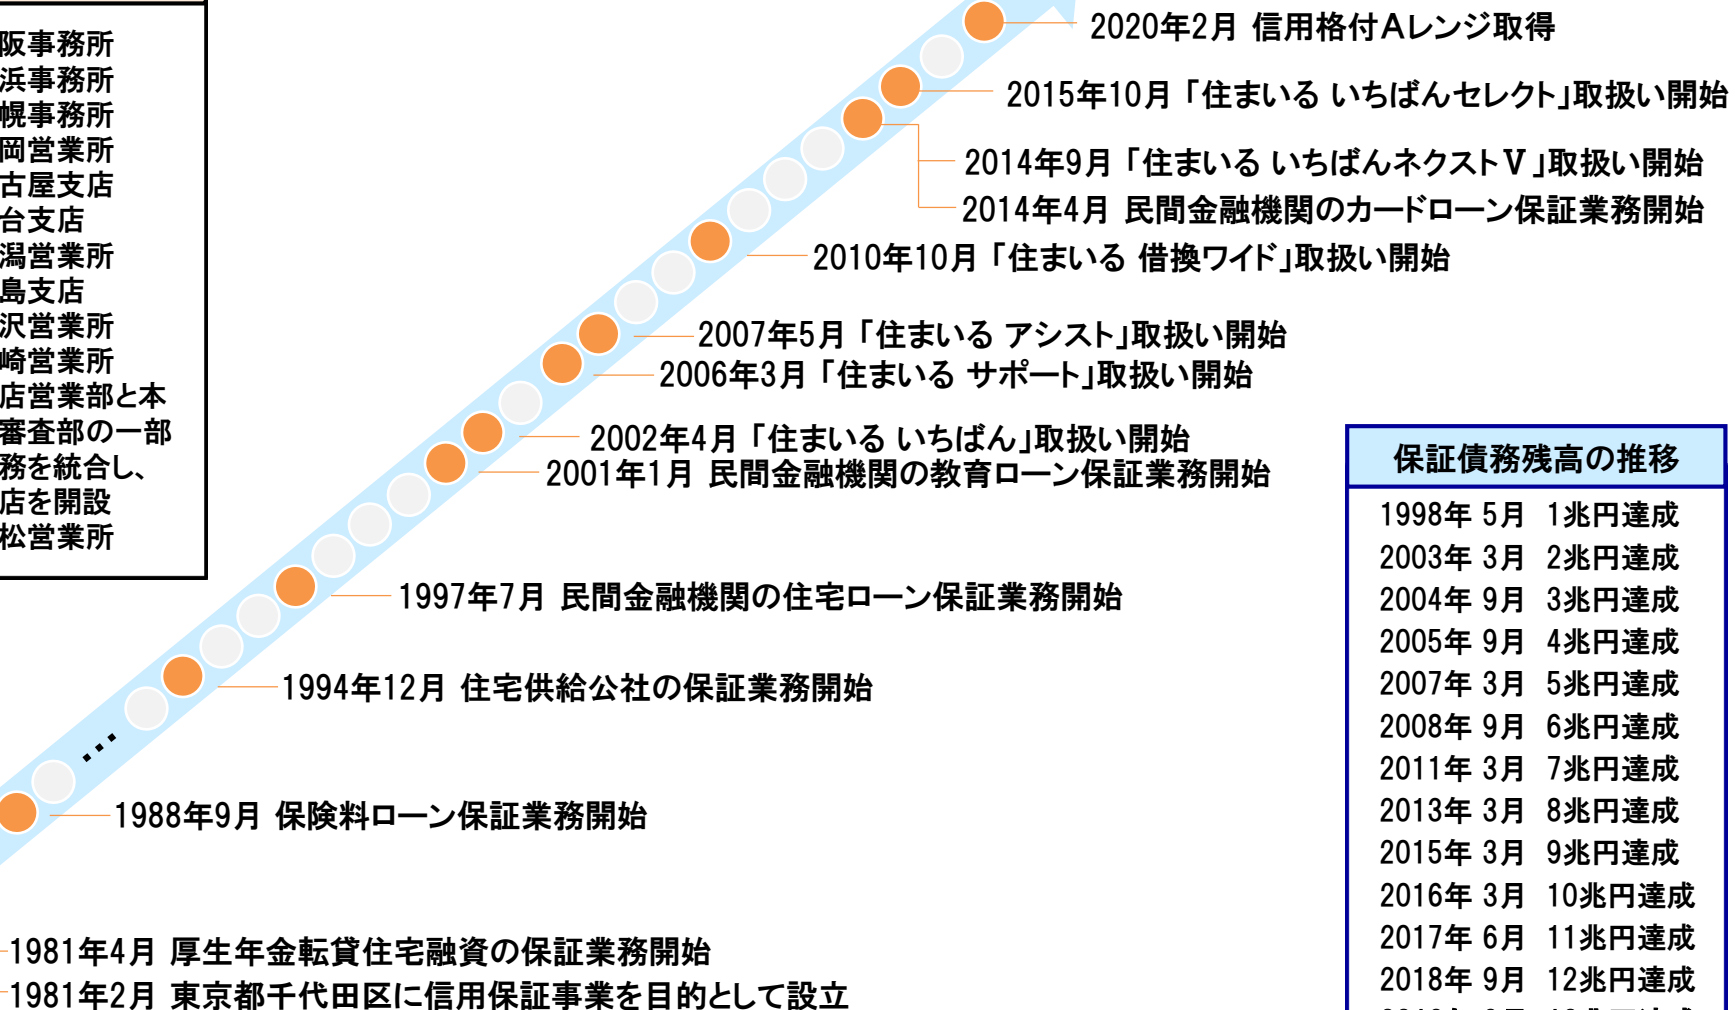 阪事務所
浜事務所
幌事務所
岡営業所
古屋支店
台支店
潟営業所
島支店
沢営業所
崎営業所
店営業部と本
審査部の一部
務を統合し、
店を開設
松営業所
2020年2月 信用格付Aレンジ取得
2015年10月 「住まいる いちばんセレクト」取扱い開始
2014年9月 「住まいる いちばんネクストⅤ」取扱い開始
2014年4月 民間金融機関のカードローン保証業務開始
2010年10月 「住まいる 借換ワイド」取扱い開始
2007年5月 「住まいる アシスト」取扱い開始
2006年3月 「住まいる サポート」取扱い開始
2002年4月 「住まいる いちばん」取扱い開始
2001年1月 民間金融機関の教育ローン保証業務開始
1997年7月 民間金融機関の住宅ローン保証業務開始
1994年12月 住宅供給公社の保証業務開始
…
1988年9月 保険料ローン保証業務開始
1981年4月 厚生年金転貸住宅融資の保証業務開始
1981年2月 東京都千代田区に信用保証事業を目的として設立
保証債務残高の推移
1998年 5月 1兆円達成
2003年 3月 2兆円達成
2004年 9月 3兆円達成
2005年 9月 4兆円達成
2007年 3月 5兆円達成
2008年 9月 6兆円達成
2011年 3月 7兆円達成
2013年 3月 8兆円達成
2015年 3月 9兆円達成
2016年 3月 10兆円達成
2017年 6月 11兆円達成
2018年 9月 12兆円達成